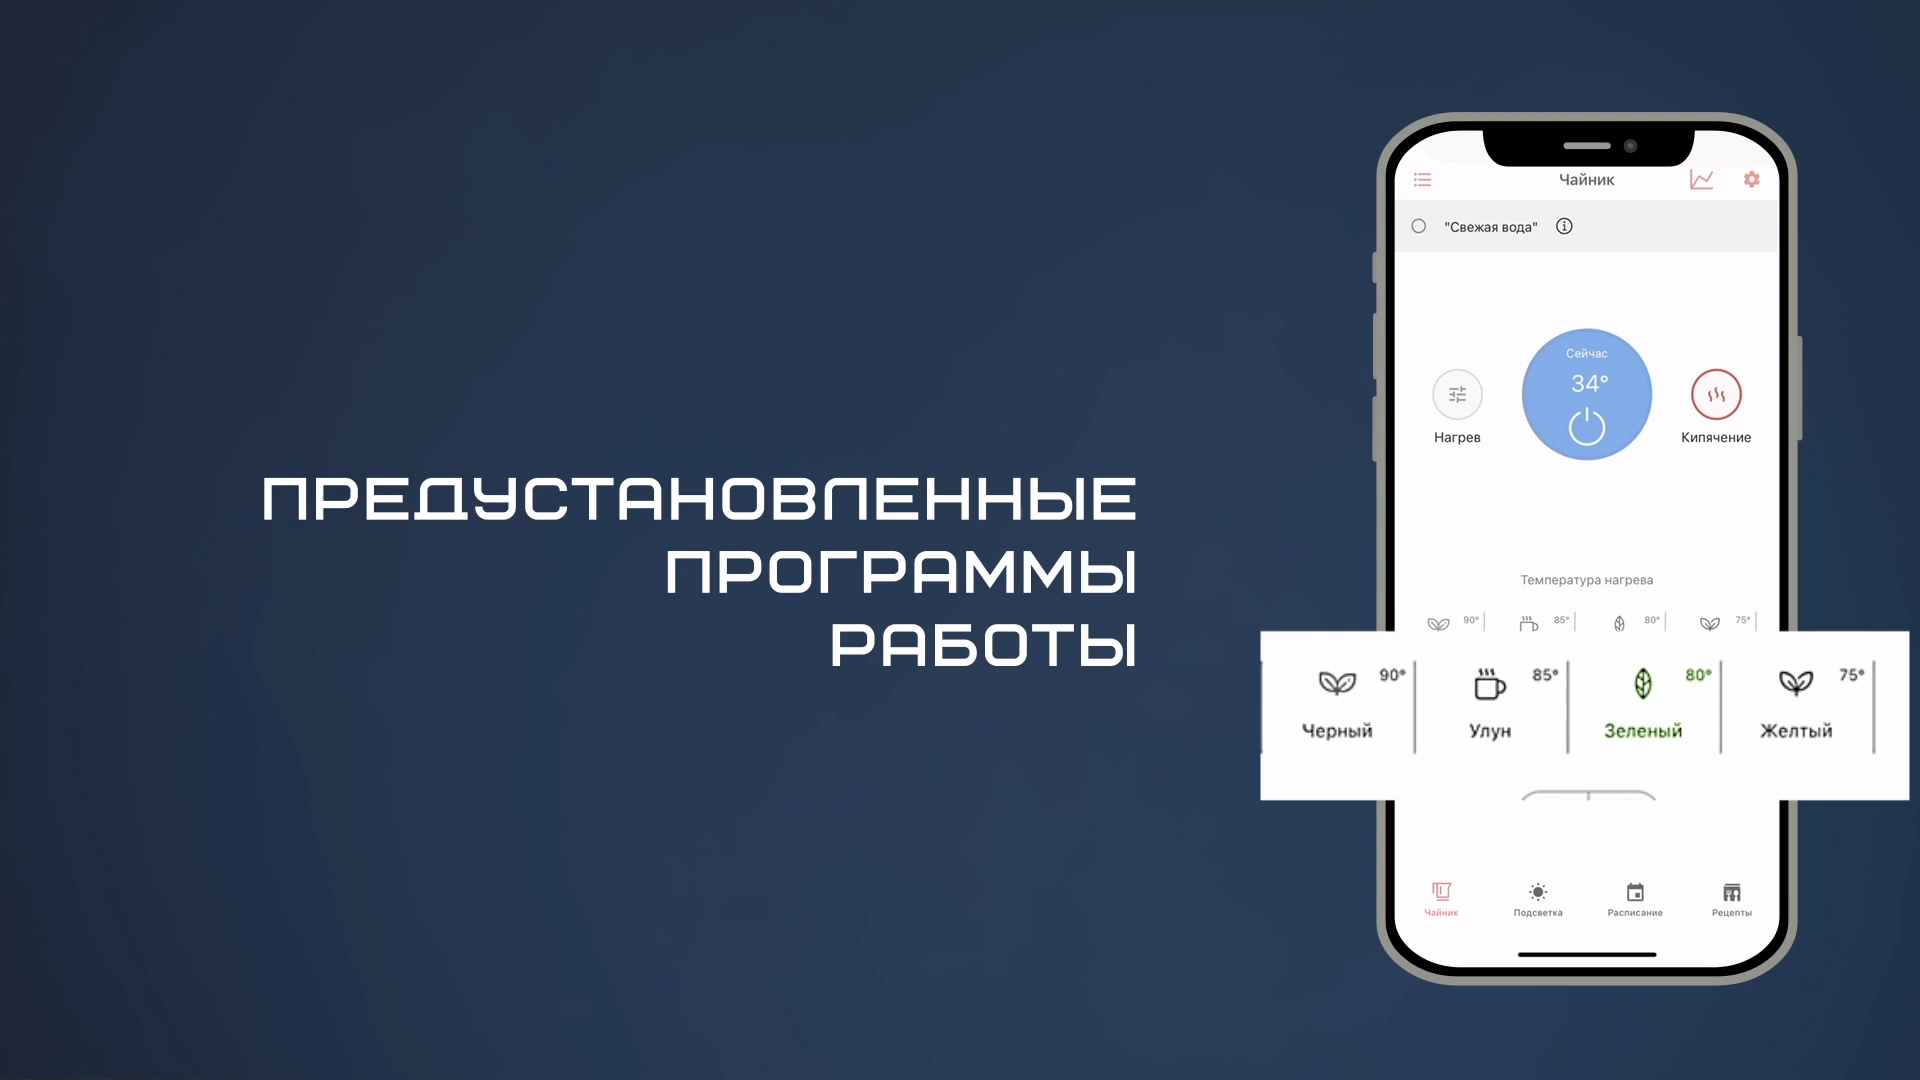 ПРЕДУСТАНОВЛЕННЫЕ
ПРОГРАММЫ
РАБОТЫ
Чайник
"Свежая вода"
Сейчас
34°
Нагрев
Кипячение
Температура нагрева
90° 85° 80° 75°
90° 85° 80° 75°
Черный Улун Зеленый Желтый
Чайник Подсветка Расписание Рецепты